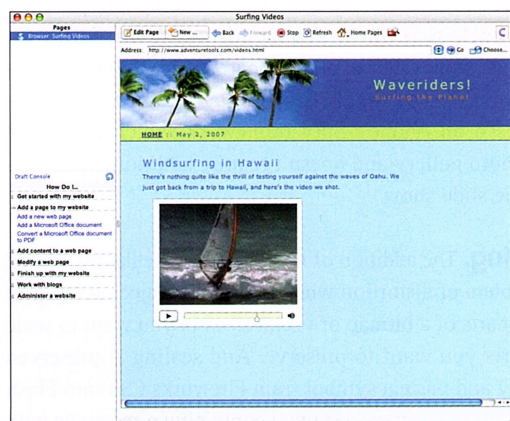 Surfing Videos
Pages
Browser: Surfing Videos
Edit Page
New ...
Back
Forward
Stop
Refresh
Home Pages
Address: http://www.adventuretools.com/videos.html
Go
Choose...
Waveriders!
Surfing the Planet
HOME :: May 2, 2007
Windsurfing in Hawaii
There's nothing quite like the thrill of testing yourself against the waves of Oahu. We
just got back from a trip to Hawaii, and here's the video we shot.
Draft Console
How Do I...
Get started with my website
Add a page to my website
Add a new web page
Add a Microsoft Office document
Convert a Microsoft Office document
to PDF
Add content to a web page
Modify a web page
Finish up with my website
Work with blogs
Administer a website